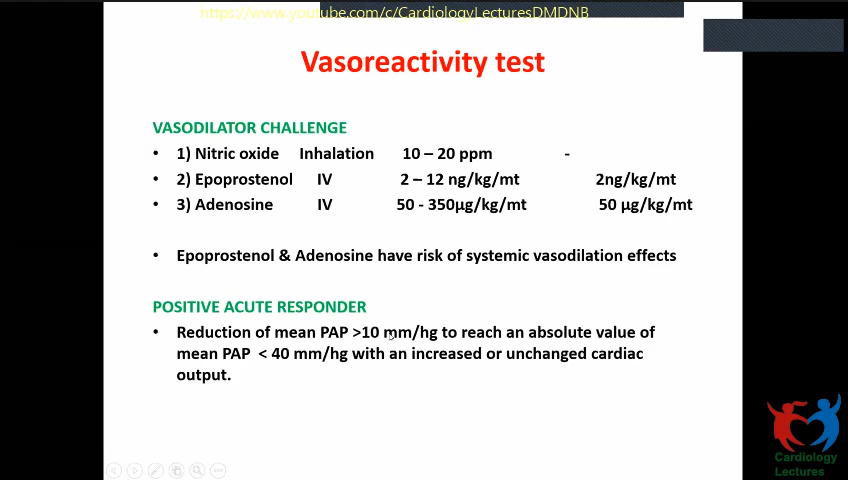 https://www.youtube.com/c/CardiologyLecturesDMDNB
Vasoreactivity test
VASODILATOR CHALLENGE
• 1) Nitric oxide Inhalation 10 – 20 ppm -
• 2) Epoprostenol IV 2 – 12 ng/kg/mt 2ng/kg/mt
• 3) Adenosine IV 50 - 350µg/kg/mt 50 µg/kg/mt
• Epoprostenol & Adenosine have risk of systemic vasodilation effects
POSITIVE ACUTE RESPONDER
• Reduction of mean PAP >10 mm/hg to reach an absolute value of
mean PAP < 40 mm/hg with an increased or unchanged cardiac
output.
Cardiology
Lectures